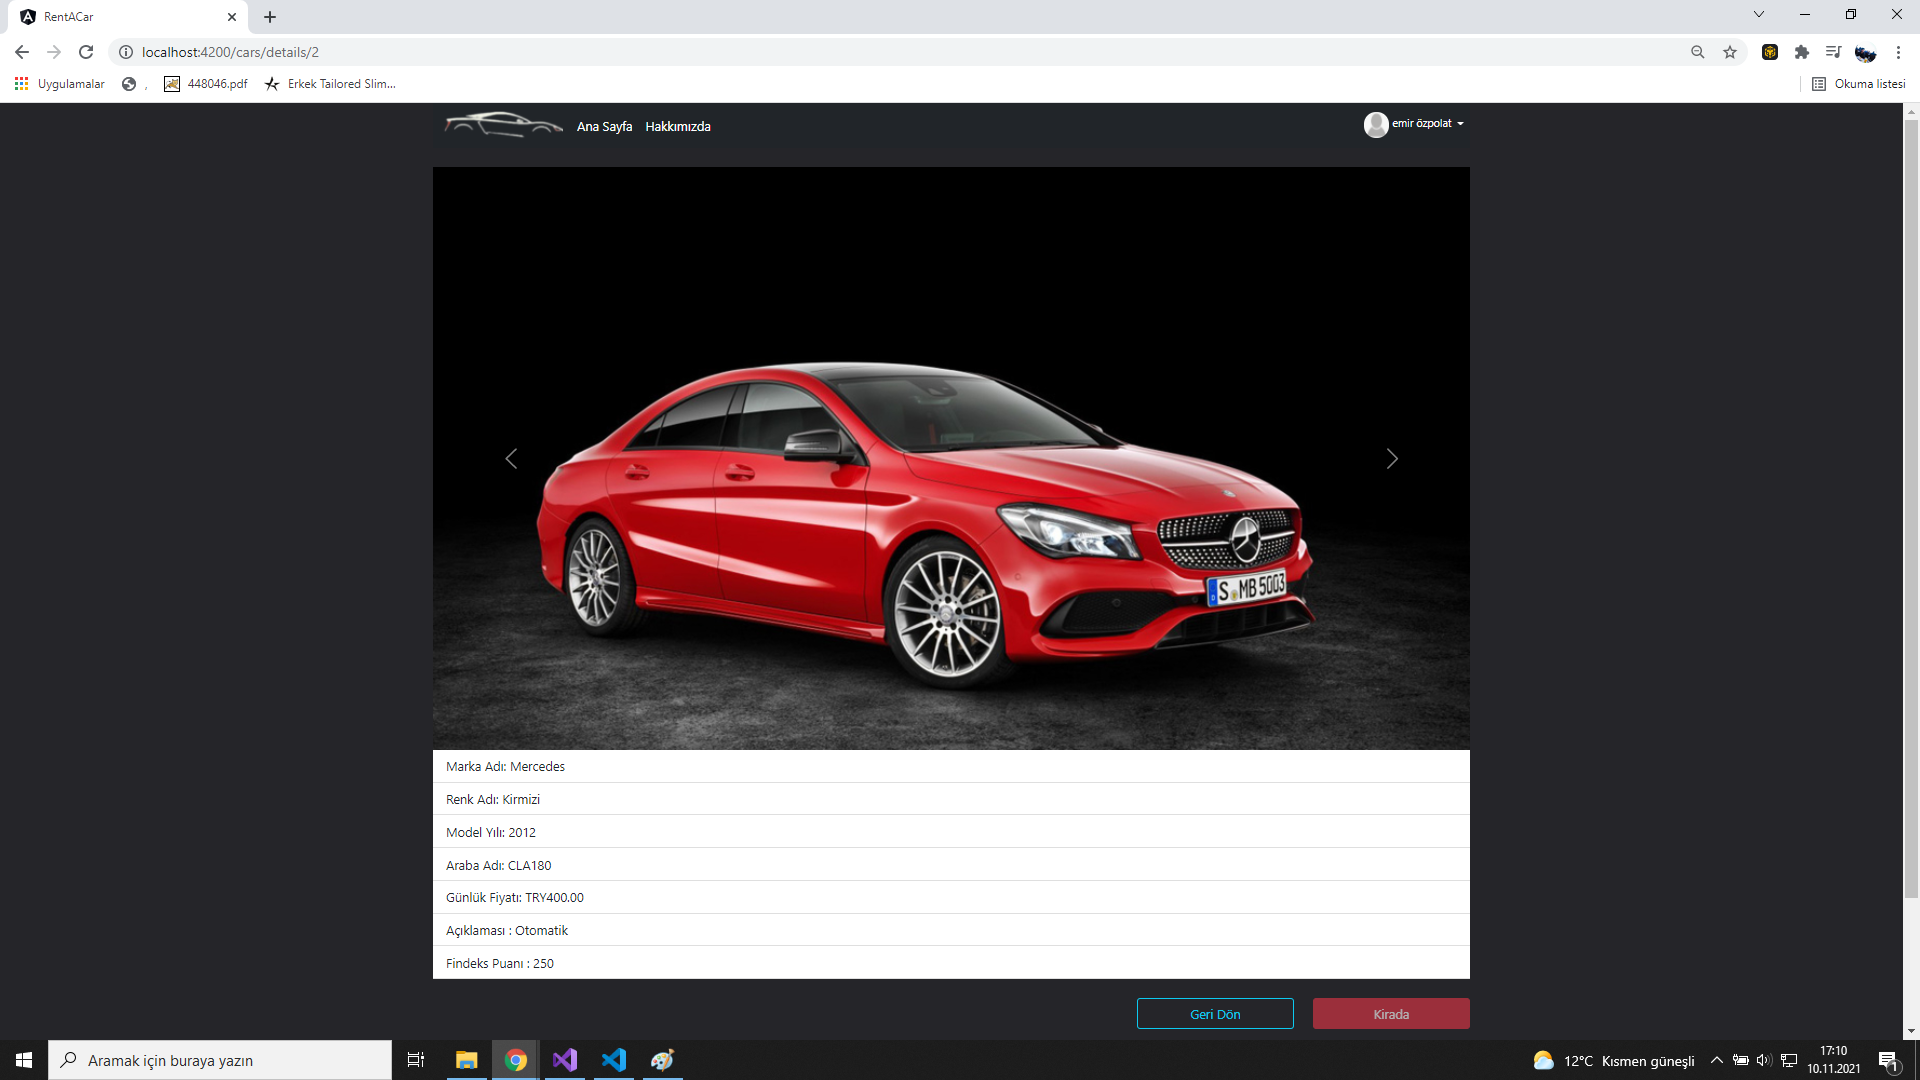 RentACar
localhost:4200/cars/details/2
Uygulamalar
,
448046.pdf
Erkek Tailored Slim...
Okuma listesi
Ana Sayfa Hakkımızda
emir özpolat
S MB 5003
Marka Adı: Mercedes
Renk Adı: Kirmizi
Model Yılı: 2012
Araba Adı: CLA180
Günlük Fiyatı: TRY400.00
Açıklaması : Otomatik
Findeks Puanı : 250
Geri Dön
Kirada
Aramak için buraya yazın
12°C Kısmen güneşli
17:10
10.11.2021
1